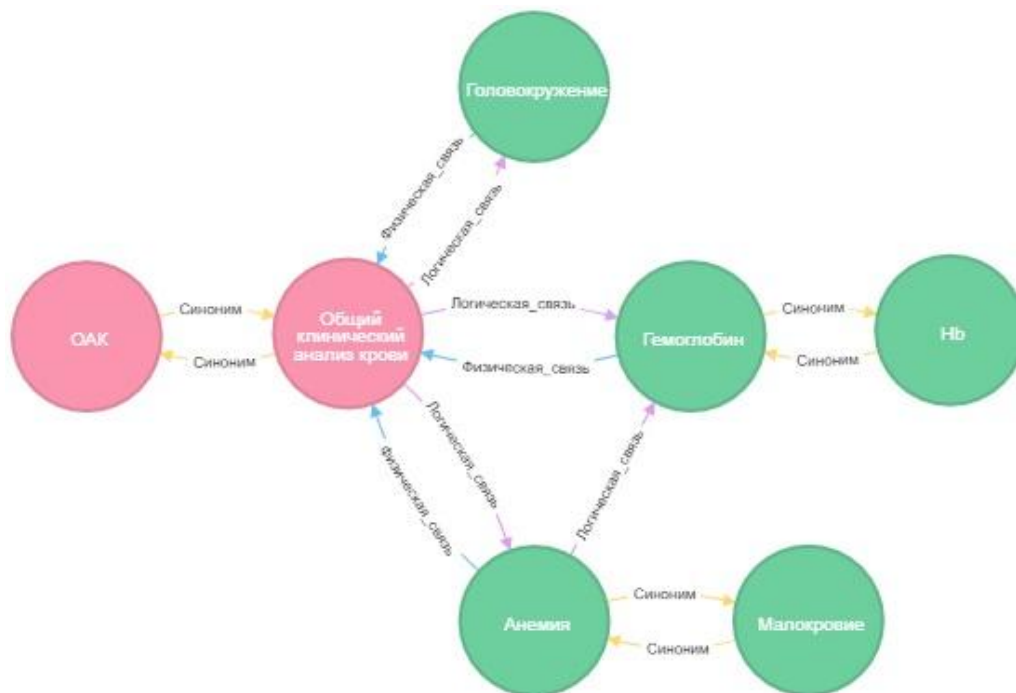 Головокружение
Физическая_связь
Логическая_связь
ОАК
Синоним
Синоним
Общий
клинический
анализ крови
Логическая_связь
Физическая_связь
Гемоглобин
Синоним
Синоним
Hb
Логическая_связь
Физическая_связь
Логическая_связь
Анемия
Синоним
Синоним
Малокровие